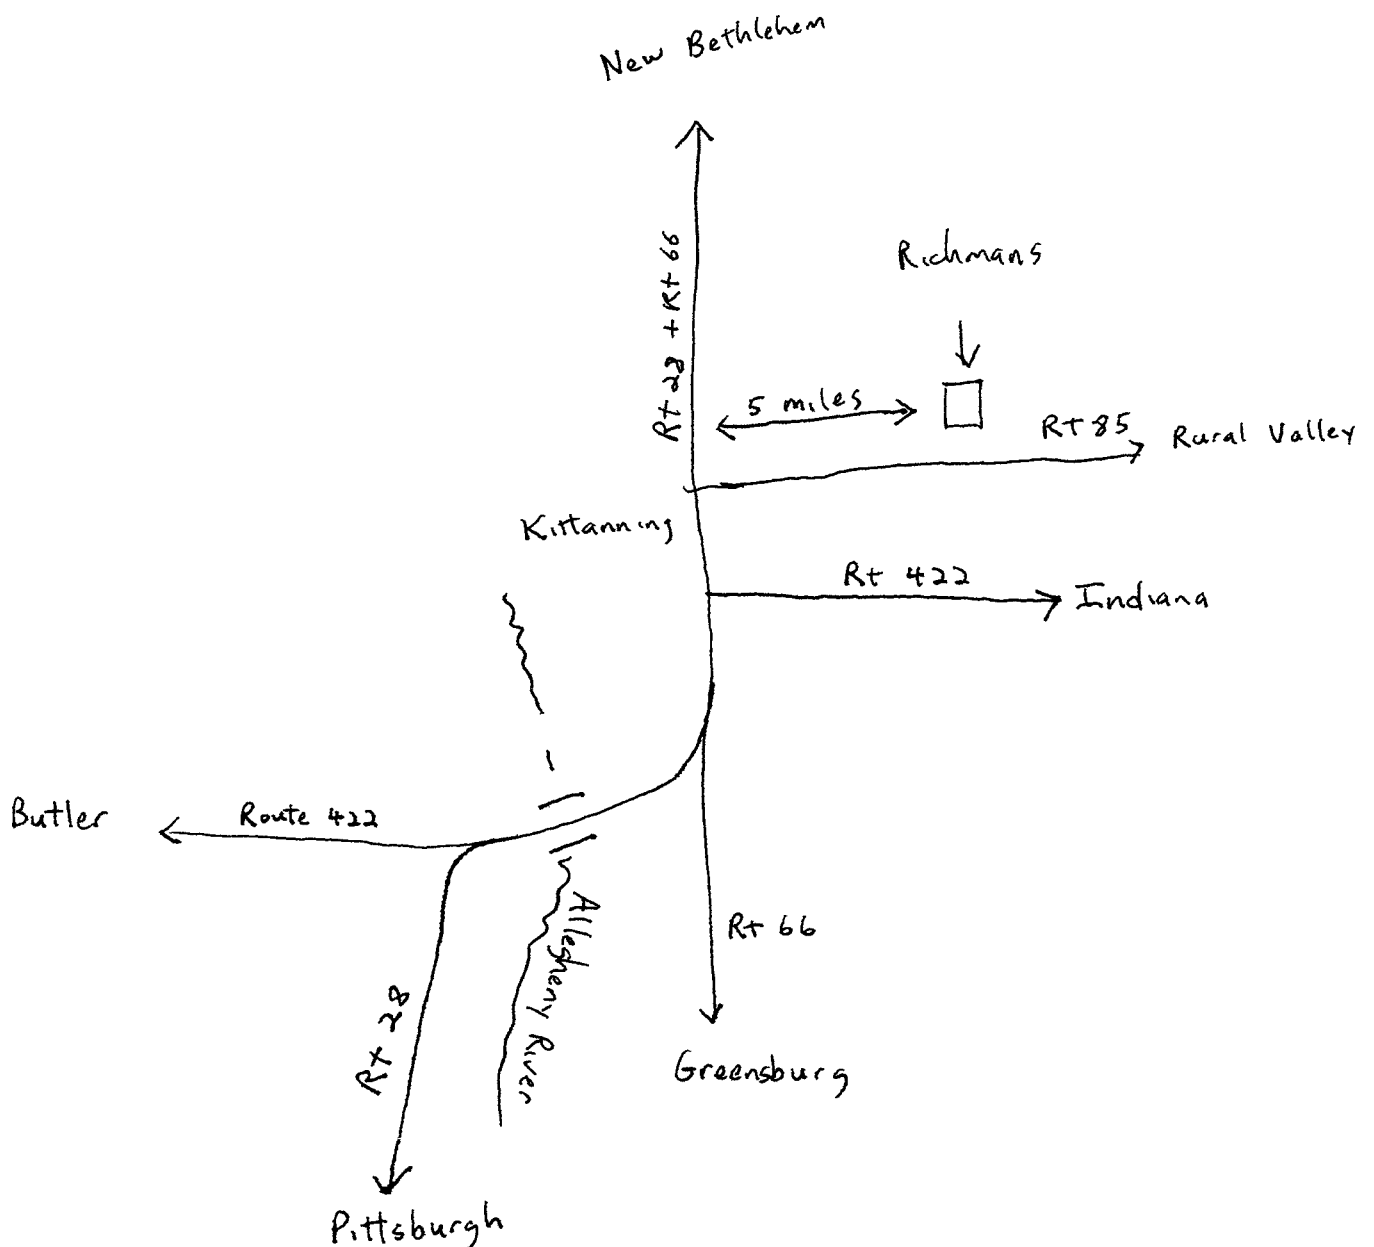 New Bethlehem
Rt 28 + Rt 66
Richmans
5 miles
Rt 85
Rural Valley
Kittanning
Rt 422
Indiana
Butler
Route 422
Allegheny River
Rt 66
Rt 28
Greensburg
Pittsburgh